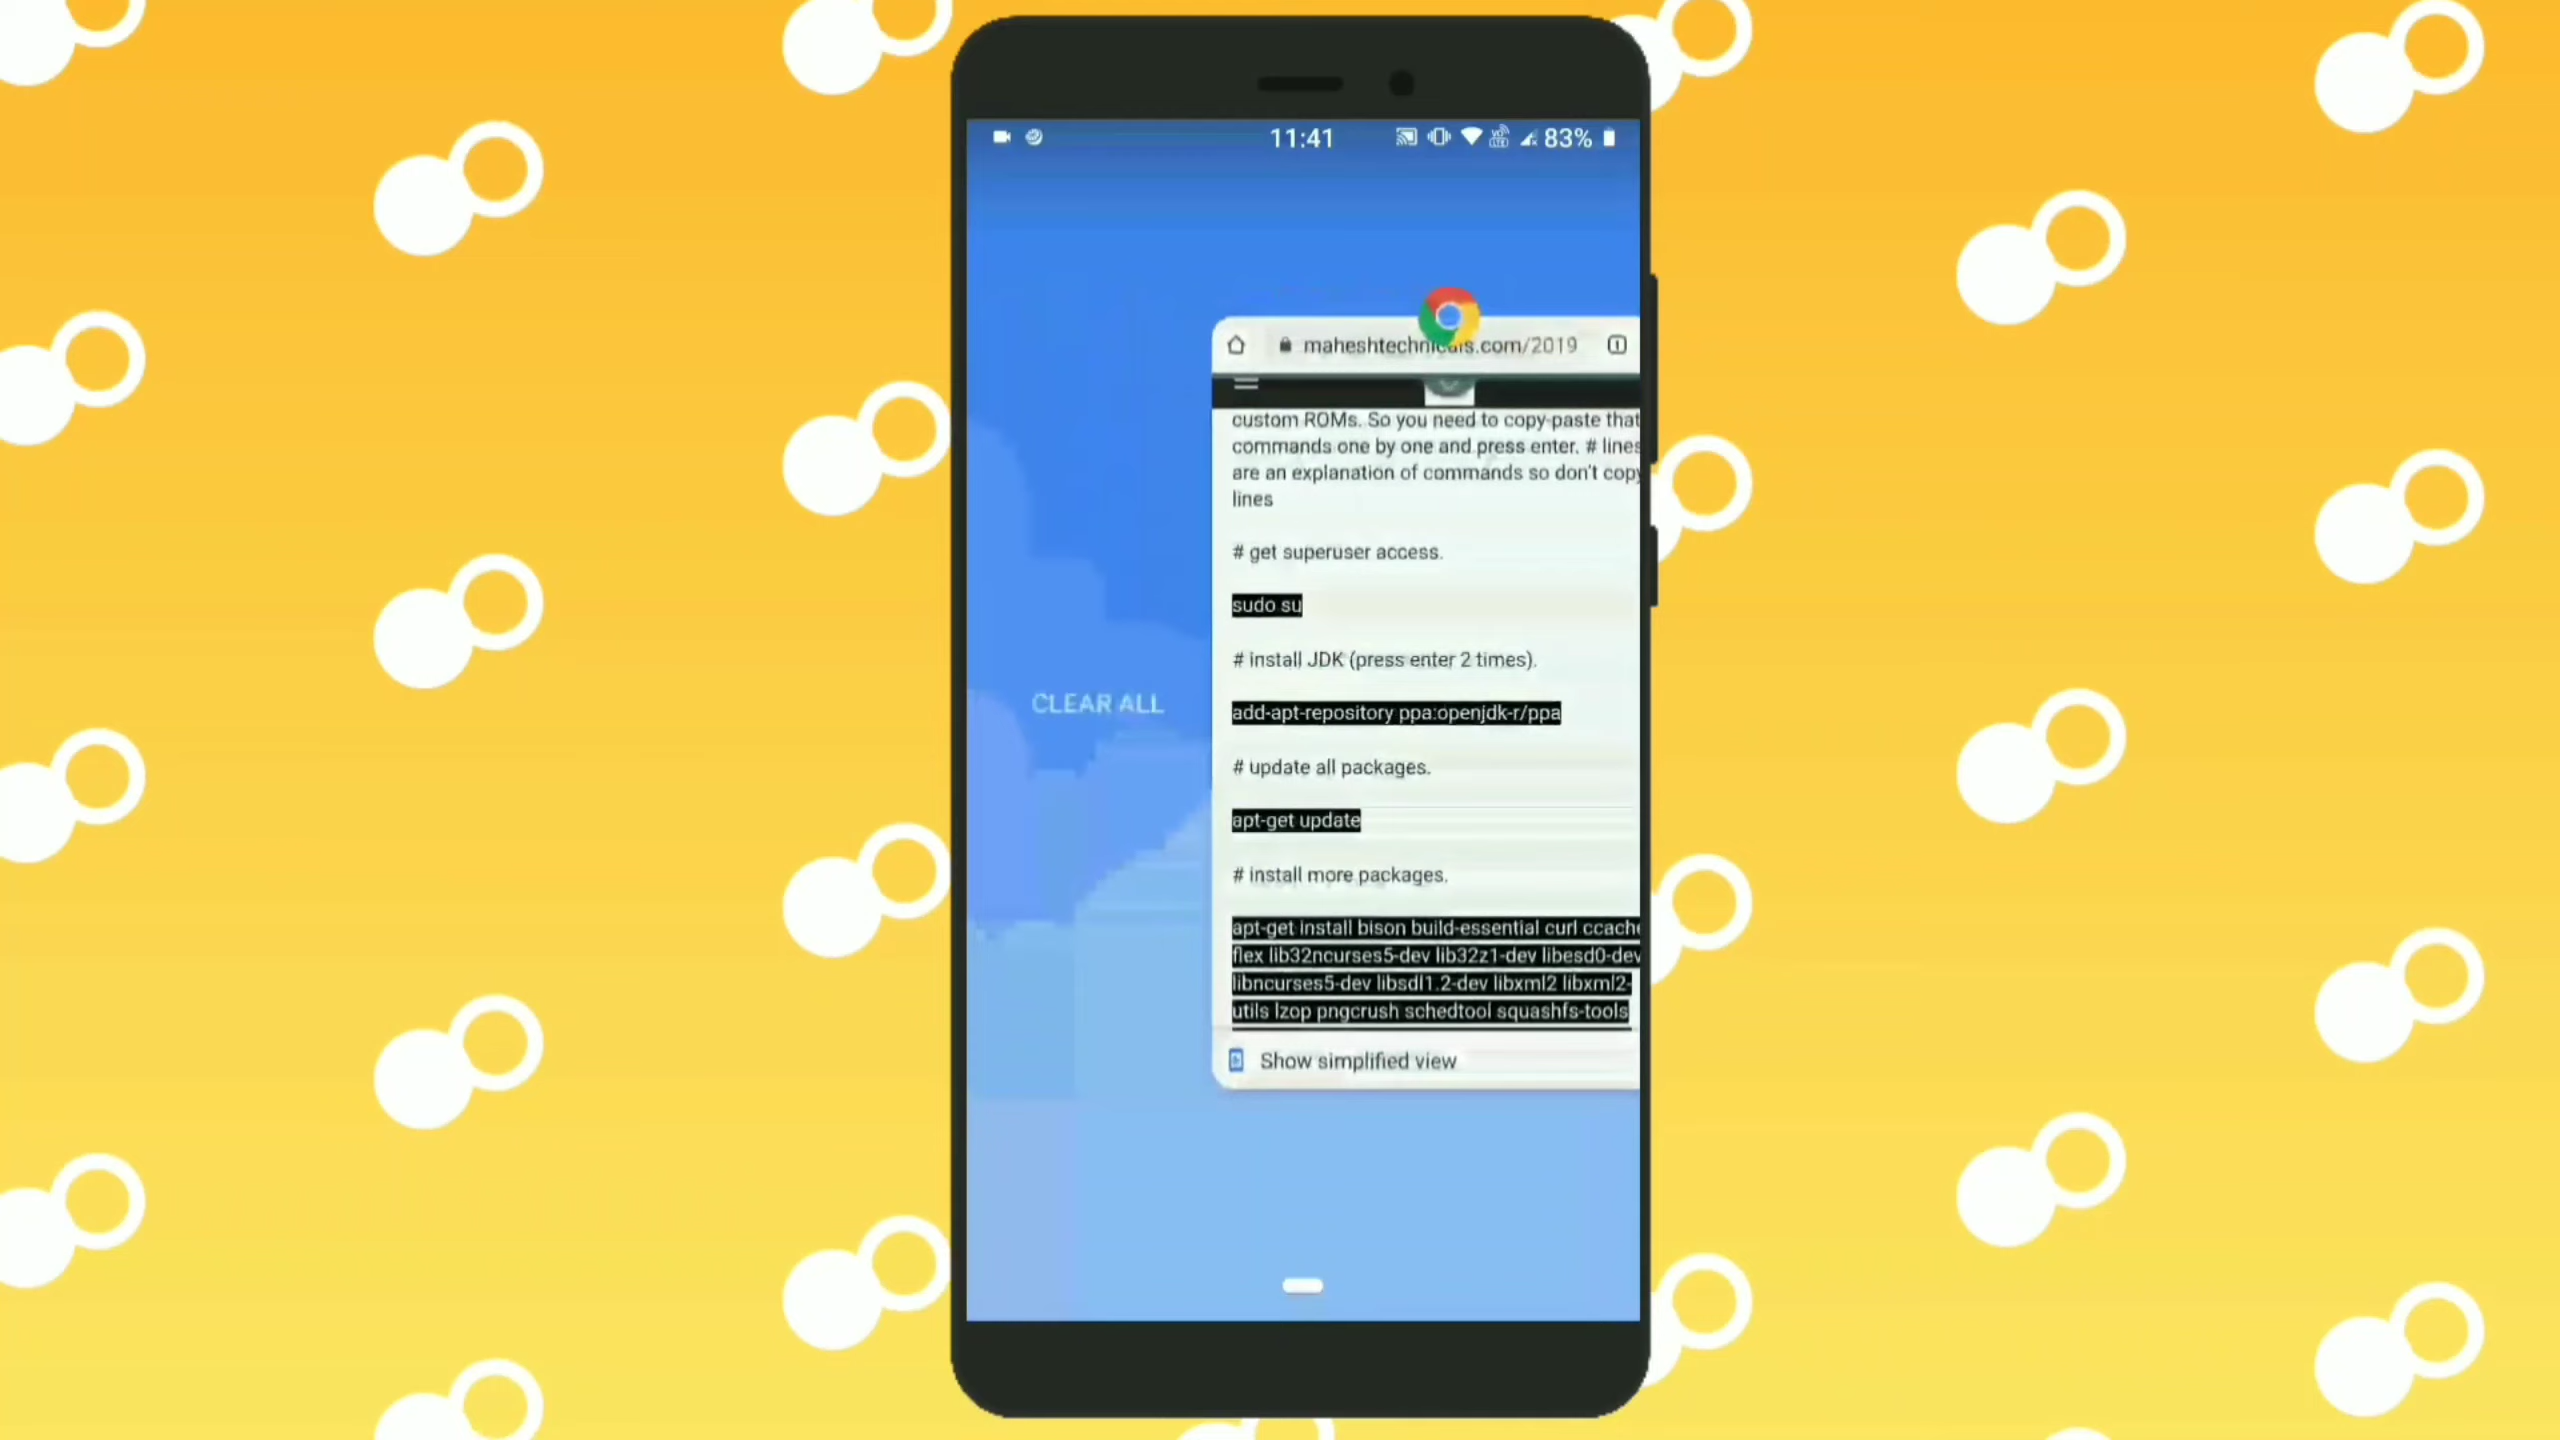 11:41
83%
maheshtechnicals.com/2019
custom ROMs. So you need to copy-paste that
commands one by one and press enter. # lines
are an explanation of commands so don't copy
lines
# get superuser access.
sudo su
# install JDK (press enter 2 times).
CLEAR ALL
add-apt-repository ppa:openjdk-r/ppa
# update all packages.
apt-get update
# install more packages.
apt-get install bison build-essential curl ccache
flex lib32ncurses5-dev lib32z1-dev libesd0-dev
libncurses5-dev libsdl1.2-dev libxml2 libxml2-
utils lzop pngcrush schedtool squashfs-tools
Show simplified view